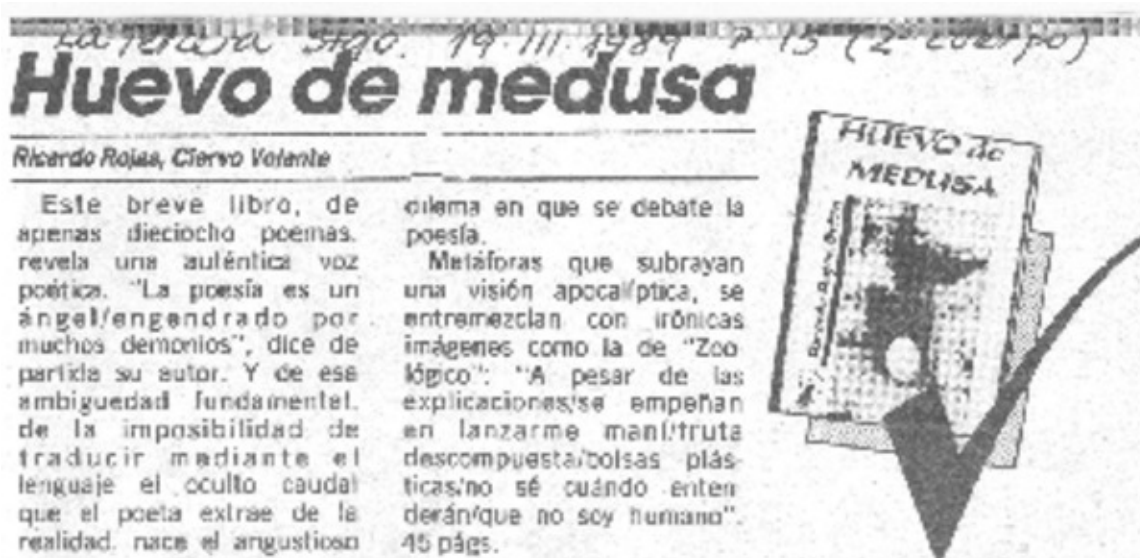 La Tercera Stgo. 19.III.1989 p. 15 (2º cuerpo)
Huevo de medusa
Ricardo Rojas, Ciervo Volante
Este breve libro, de
apenas dieciocho poemas,
revela una auténtica voz
poética. "La poesía es un
ángel/engendrado por
muchos demonios", dice de
partida su autor. Y de esa
ambiguedad fundamental,
de la imposibilidad de
traducir mediante el
lenguaje el oculto caudal
que el poeta extrae de la
realidad, nace el angustioso
dilema en que se debate la
poesía.
Metáforas que subrayan
una visión apocalíptica, se
entremezclan con irónicas
imágenes como la de "Zoo
lógico": "A pesar de las
explicaciones/se empeñan
en lanzarme maní/fruta
descompuesta/bolsas plás-
ticas/no sé cuándo enten
derán/que no soy humano".
45 págs.
HUEVO de
MEDUSA